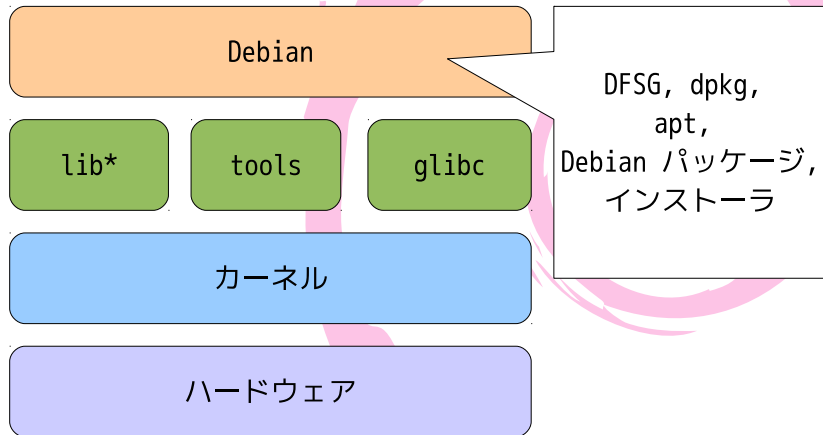 Debian
DFSG, dpkg,
apt,
Debian パッケージ,
インストーラ
lib*
tools
glibc
カーネル
ハードウェア